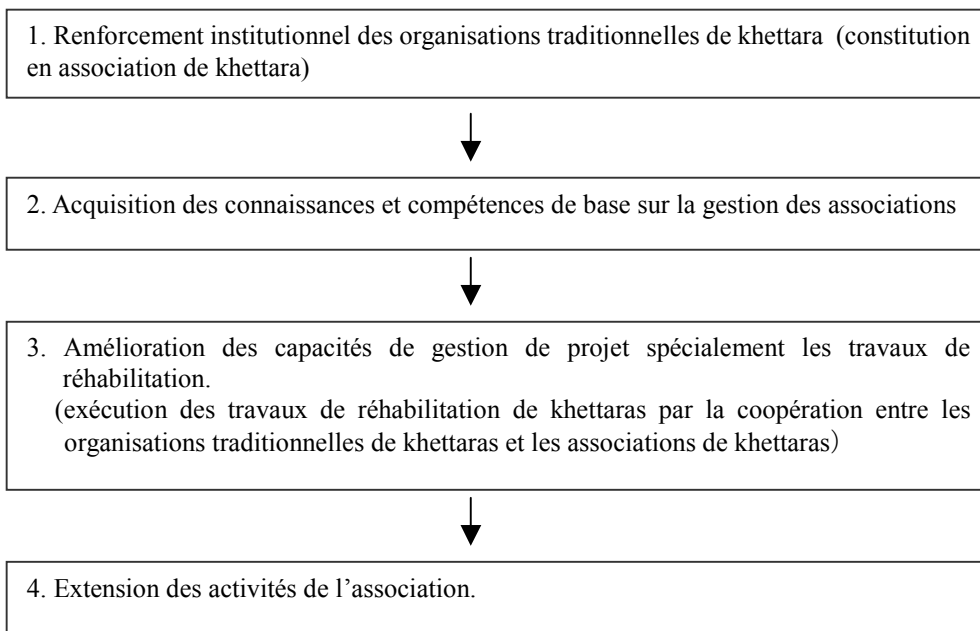 1. Renforcement institutionnel des organisations traditionnelles de khettara (constitution
en association de khettara)
2. Acquisition des connaissances et compétences de base sur la gestion des associations
3. Amélioration des capacités de gestion de projet spécialement les travaux de
réhabilitation.
(exécution des travaux de réhabilitation de khettaras par la coopération entre les
organisations traditionnelles de khettaras et les associations de khettaras)
4. Extension des activités de l’association.